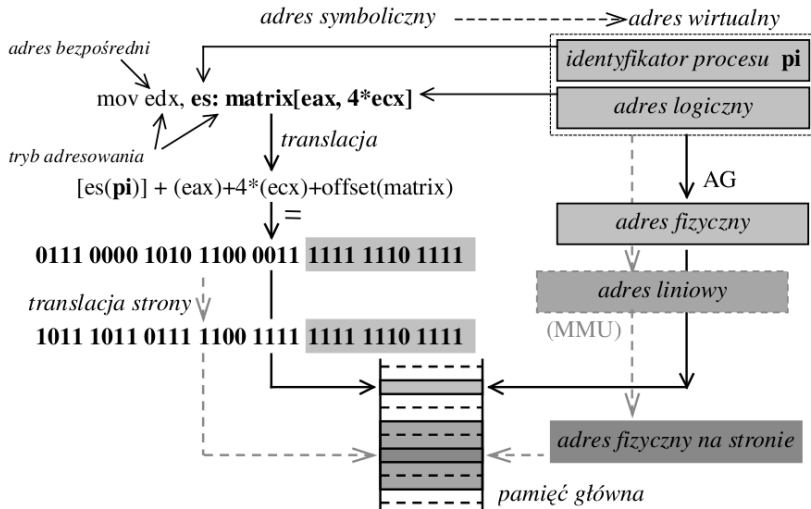 adres symboliczny
adres wirtualny
adres bezpośredni
identyfikator procesu pi
mov edx, es: matrix[eax, 4*ecx]
adres logiczny
tryb adresowania
translacja
AG
[es(pi)] + (eax)+4*(ecx)+offset(matrix)
=
adres fizyczny
0111 0000 1010 1100 0011 1111 1110 1111
adres liniowy
translacja strony
(MMU)
1011 1011 0111 1100 1111 1111 1110 1111
adres fizyczny na stronie
pamięć główna